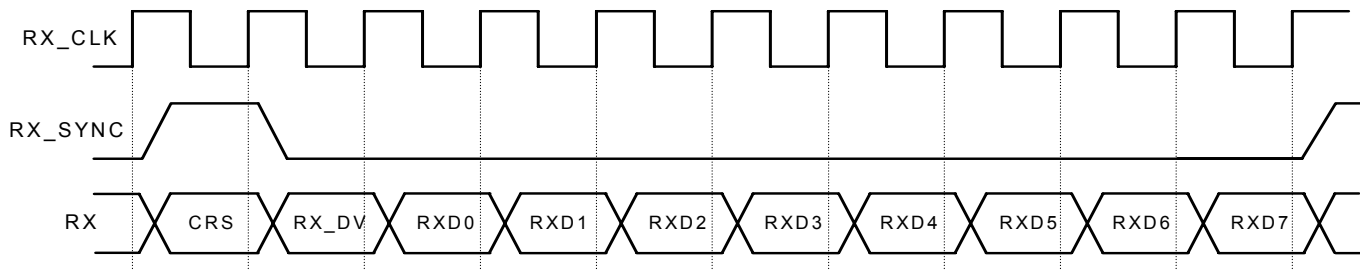 RX_CLK
RX_SYNC
RX CRS RX_DV RXD0 RXD1 RXD2 RXD3 RXD4 RXD5 RXD6 RXD7